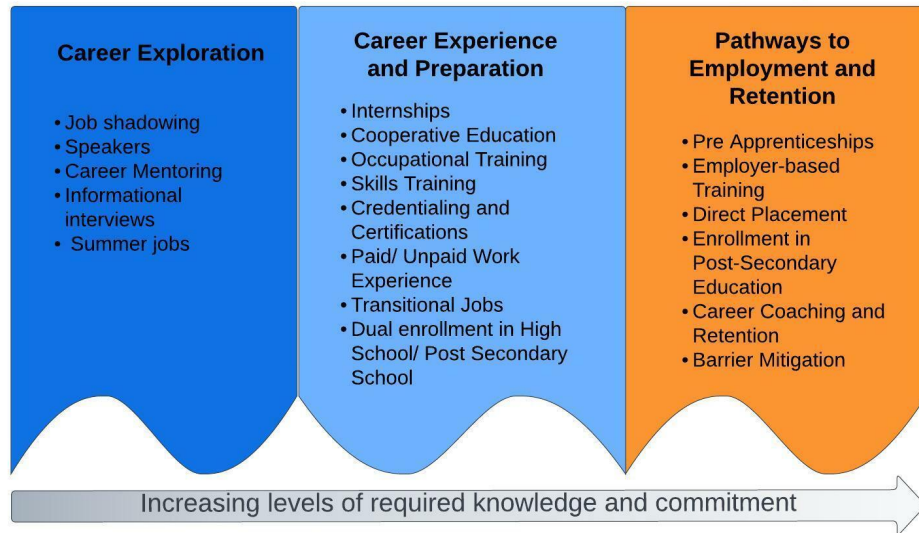 Career Exploration
• Job shadowing
• Speakers
• Career Mentoring
• Informational
interviews
• Summer jobs
Career Experience
and Preparation
• Internships
• Cooperative Education
• Occupational Training
• Skills Training
• Credentialing and
Certifications
• Paid/ Unpaid Work
Experience
• Transitional Jobs
• Dual enrollment in High
School/ Post Secondary
School
Pathways to
Employment and
Retention
• Pre Apprenticeships
• Employer-based
Training
• Direct Placement
• Enrollment in
Post-Secondary
Education
• Career Coaching and
Retention
• Barrier Mitigation
Increasing levels of required knowledge and commitment